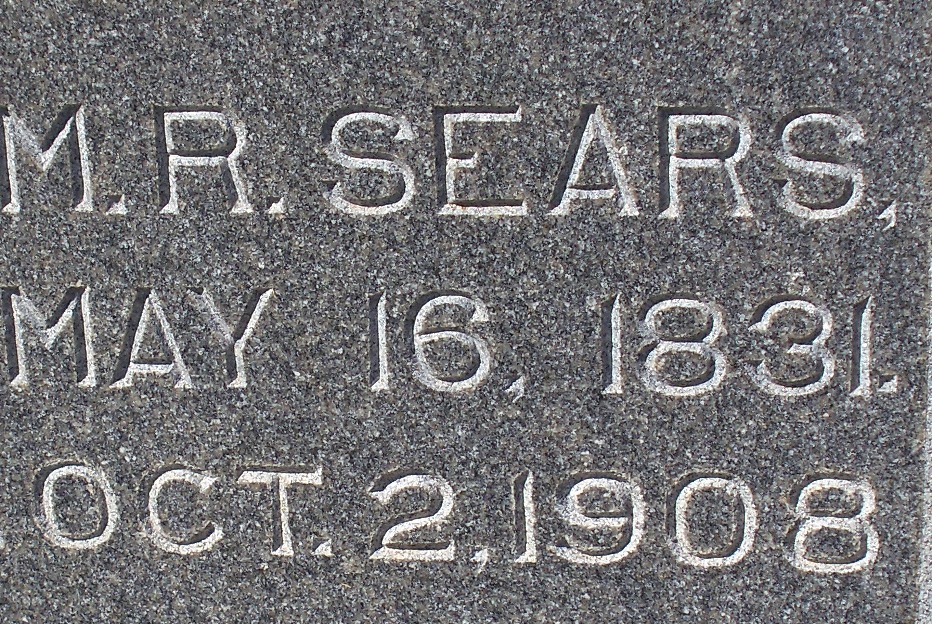 M. R. SEARS,
MAY 16, 1831.
OCT. 2, 1908